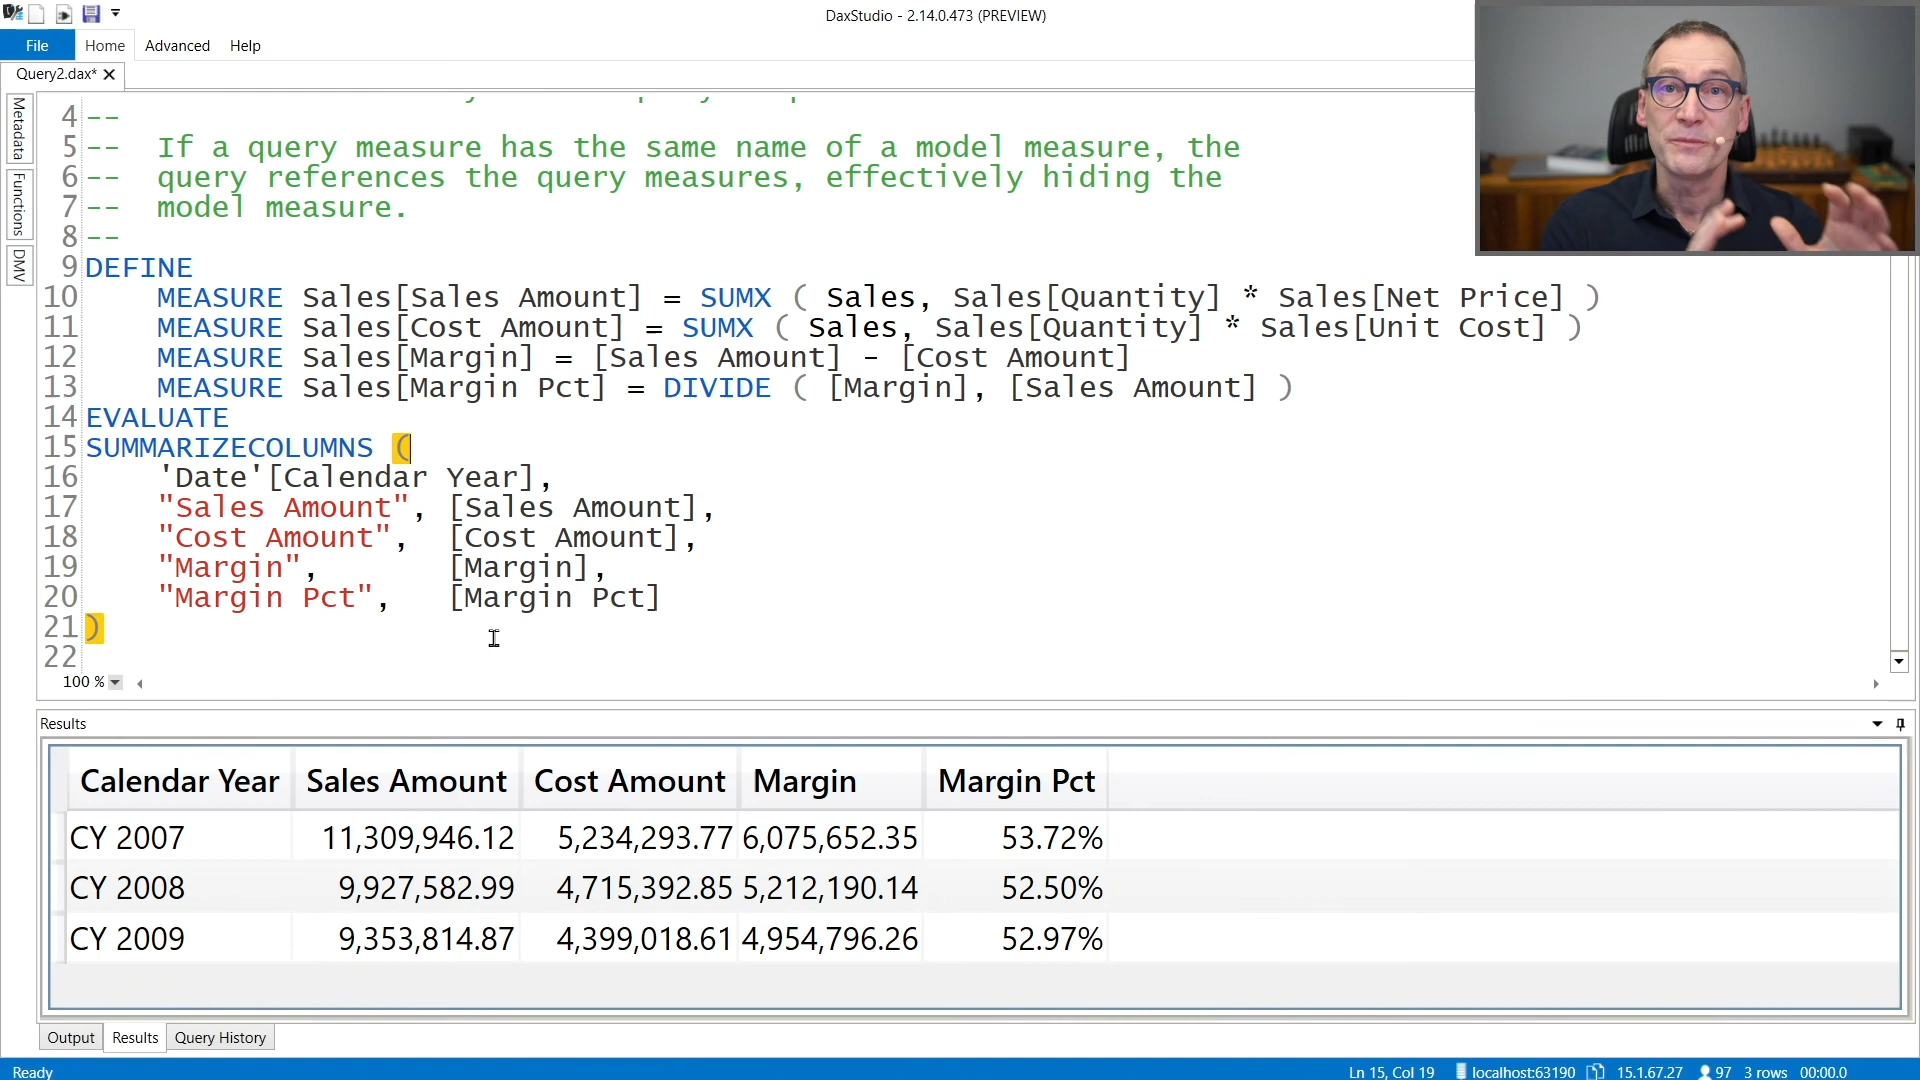 DaxStudio - 2.14.0.473 (PREVIEW)
File Home Advanced Help
Query2.dax*
Metadata
Functions
DMV
4 --
5 -- If a query measure has the same name of a model measure, the
6 -- query references the query measures, effectively hiding the
7 -- model measure.
8 --
9 DEFINE
10 MEASURE Sales[Sales Amount] = SUMX ( Sales, Sales[Quantity] * Sales[Net Price] )
11 MEASURE Sales[Cost Amount] = SUMX ( Sales, Sales[Quantity] * Sales[Unit Cost] )
12 MEASURE Sales[Margin] = [Sales Amount] - [Cost Amount]
13 MEASURE Sales[Margin Pct] = DIVIDE ( [Margin], [Sales Amount] )
14 EVALUATE
15 SUMMARIZECOLUMNS (
16 'Date'[Calendar Year],
17 "Sales Amount", [Sales Amount],
18 "Cost Amount", [Cost Amount],
19 "Margin", [Margin],
20 "Margin Pct", [Margin Pct]
21 )
22
100 %
Results
Calendar Year Sales Amount Cost Amount Margin Margin Pct
CY 2007 11,309,946.12 5,234,293.77 6,075,652.35 53.72%
CY 2008 9,927,582.99 4,715,392.85 5,212,190.14 52.50%
CY 2009 9,353,814.87 4,399,018.61 4,954,796.26 52.97%
Output Results Query History
Ready Ln 15, Col 19 localhost:63190 15.1.67.27 97 3 rows 00:00.0